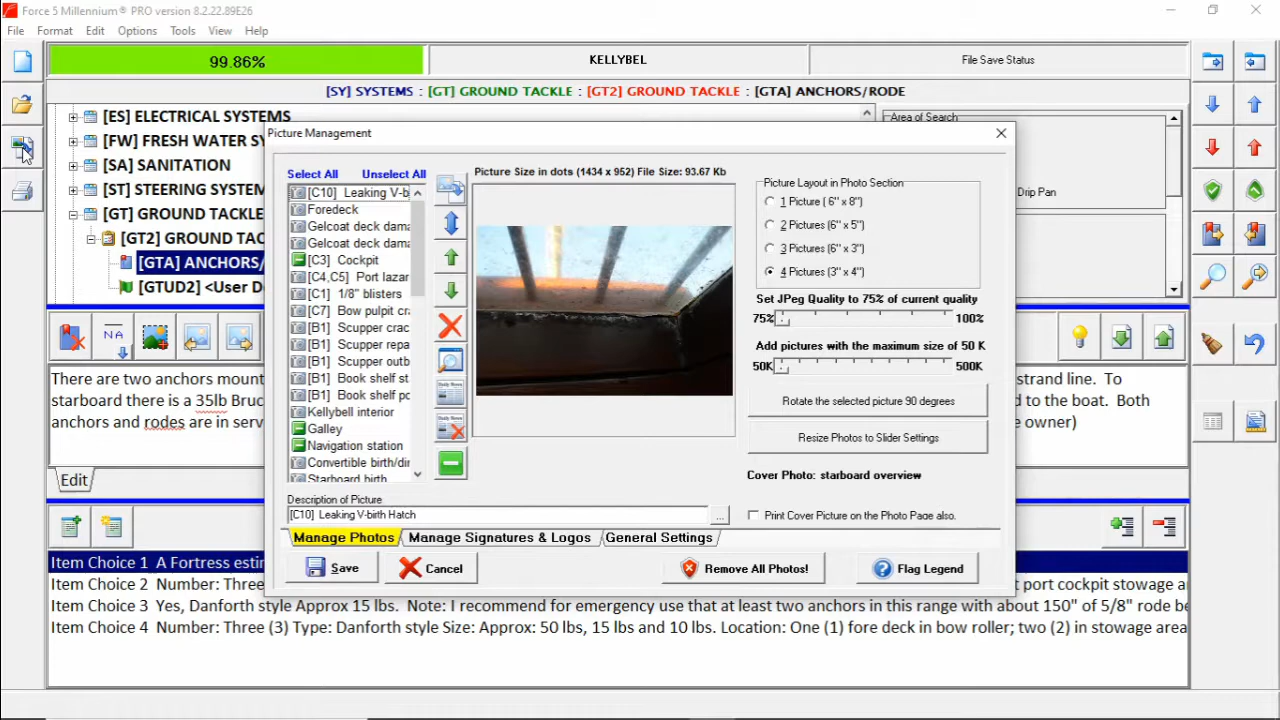 Force 5 Millennium® PRO version 8.2.22.89E26
File Format Edit Options Tools View Help
99.86% KELLYBEL File Save Status
[SY] SYSTEMS : [GT] GROUND TACKLE : [GT2] GROUND TACKLE : [GTA] ANCHORS/RODE
[ES] ELECTRICAL SYSTEMS
[FW] FRESH WATER SY
[SA] SANITATION
[ST] STEERING SYSTEM
[GT] GROUND TACKLE
[GT2] GROUND TAC
[GTA] ANCHORS/
[GTUD2] <User D
Area of Search
Drip Pan
Picture Management
Select All Unselect All
[C10] Leaking V-b
Foredeck
Gelcoat deck dama
Gelcoat deck dama
[C3] Cockpit
[C4,C5] Port lazar
[C1] 1/8" blisters
[C7] Bow pulpit cra
[B1] Scupper crac
[B1] Scupper repa
[B1] Scupper outb
[B1] Book shelf st
[B1] Book shelf po
Kellybell interior
Galley
Navigation station
Convertible birth/din
Starboard birth
Picture Size in dots (1434 x 952) File Size: 93.67 Kb
Daily News
Daily News
Picture Layout in Photo Section
1 Picture ( 6" x 8")
2 Pictures (6" x 5")
3 Pictures (6" x 3")
4 Pictures (3" x 4")
Set JPeg Quality to 75% of current quality
75% 100%
Add pictures with the maximum size of 50 K
50K 500K
Rotate the selected picture 90 degrees
Resize Photos to Slider Settings
Cover Photo: starboard overview
Print Cover Picture on the Photo Page also.
Description of Picture
[C10] Leaking V-birth Hatch ...
Manage Photos Manage Signatures & Logos General Settings
Save Cancel Remove All Photos! Flag Legend
NA
There are two anchors mount strand line. To
starboard there is a 35lb Bruc d to the boat. Both
anchors and rodes are in serv e owner)
Edit
Item Choice 1 A Fortress estin
Item Choice 2 Number: Three t port cockpit stowage a
Item Choice 3 Yes, Danforth style Approx 15 lbs. Note: I recommend for emergency use that at least two anchors in this range with about 150" of 5/8" rode be
Item Choice 4 Number: Three (3) Type: Danforth style Size: Approx: 50 lbs, 15 lbs and 10 lbs. Location: One (1) fore deck in bow roller; two (2) in stowage area